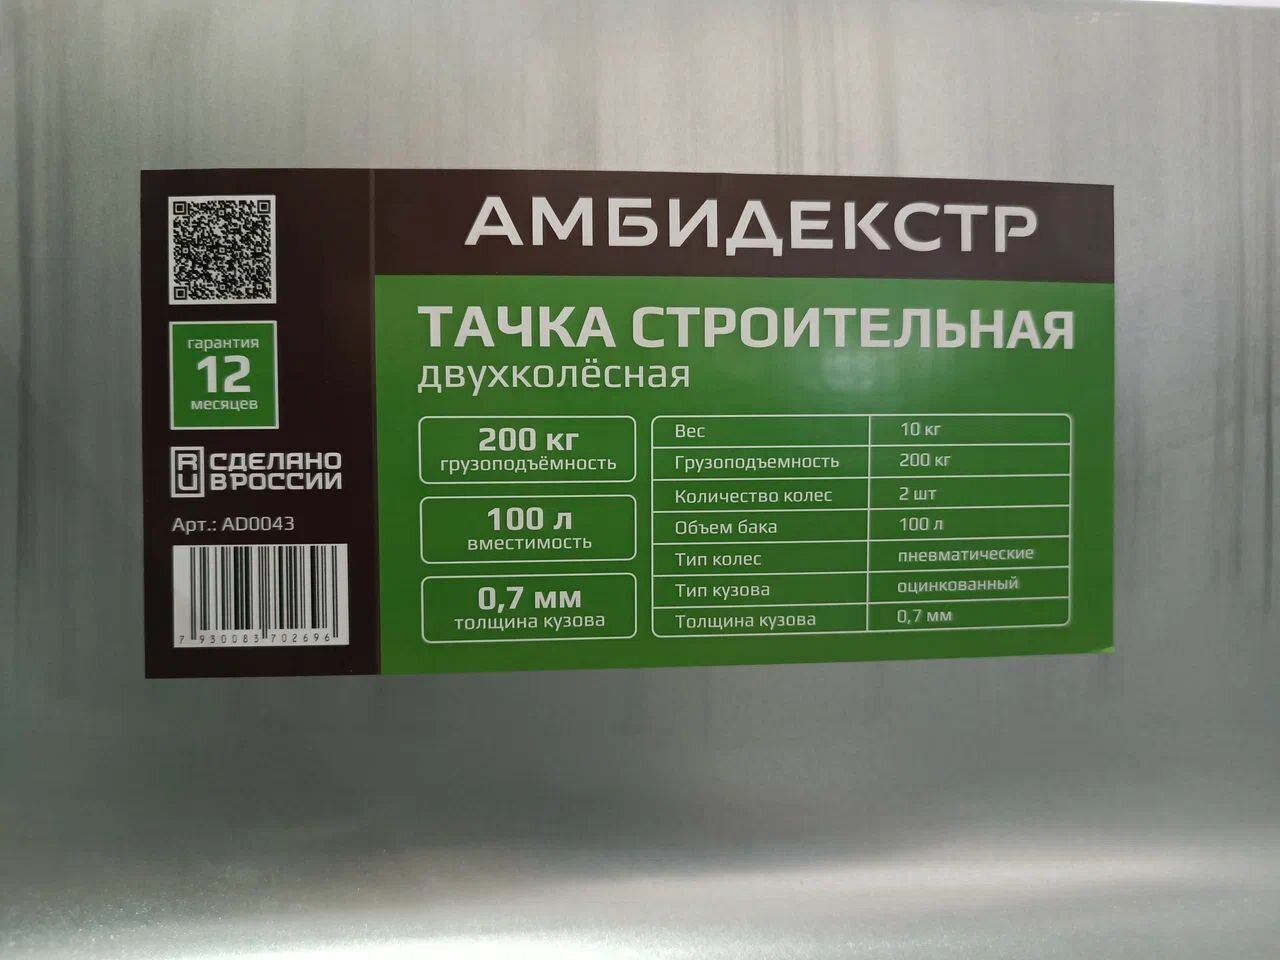 АМБИДЕКСТР
ТАЧКА СТРОИТЕЛЬНАЯ
двухколёсная
гарантия
12
месяцев
RU
СДЕЛАНО
В РОССИИ
Арт.: AD0043
7 930083 702696
200 кг
грузоподъёмность
100 л
вместимость
0,7 мм
толщина кузова
Вес 10 кг
Грузоподъемность 200 кг
Количество колес 2 шт
Объем бака 100 л
Тип колес пневматические
Тип кузова оцинкованный
Толщина кузова 0,7 мм